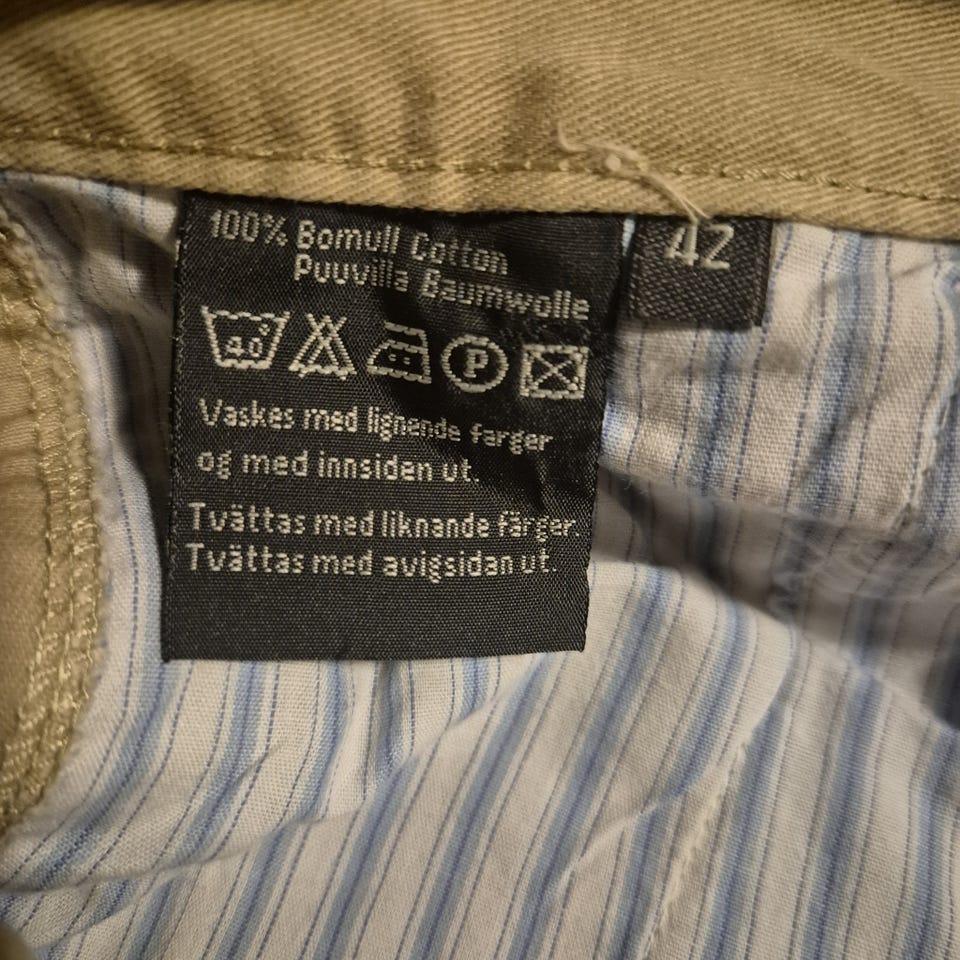 100% Bomull Cotton
Puuvilla Baumwolle
42
40
P
Vaskes med lignende farger
og med innsiden ut.
Tvättas med liknande färger.
Tvättas med avigsidan ut.